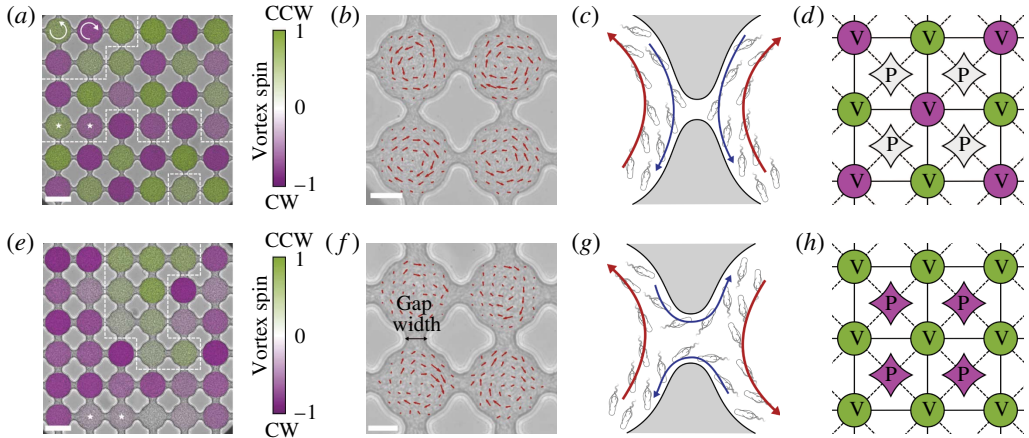 (a)
CCW
1
Vortex spin
0
−1
CW
(b)
(c)
(d)
V V V
P P
V V V
P P
V V V
(e)
CCW
1
Vortex spin
0
−1
CW
(f)
Gap
width
(g)
(h)
V V V
P P
V V V
P P
V V V